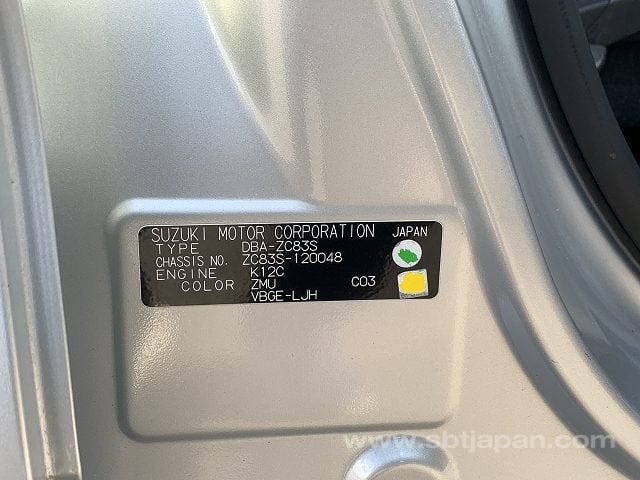 SUZUKI MOTOR CORPORATION JAPAN
TYPE DBA-ZC83S
CHASSIS NO. ZC83S-120048
ENGINE K12C
COLOR ZMU C03
VBGE-LJH
www.sbtjapan.com